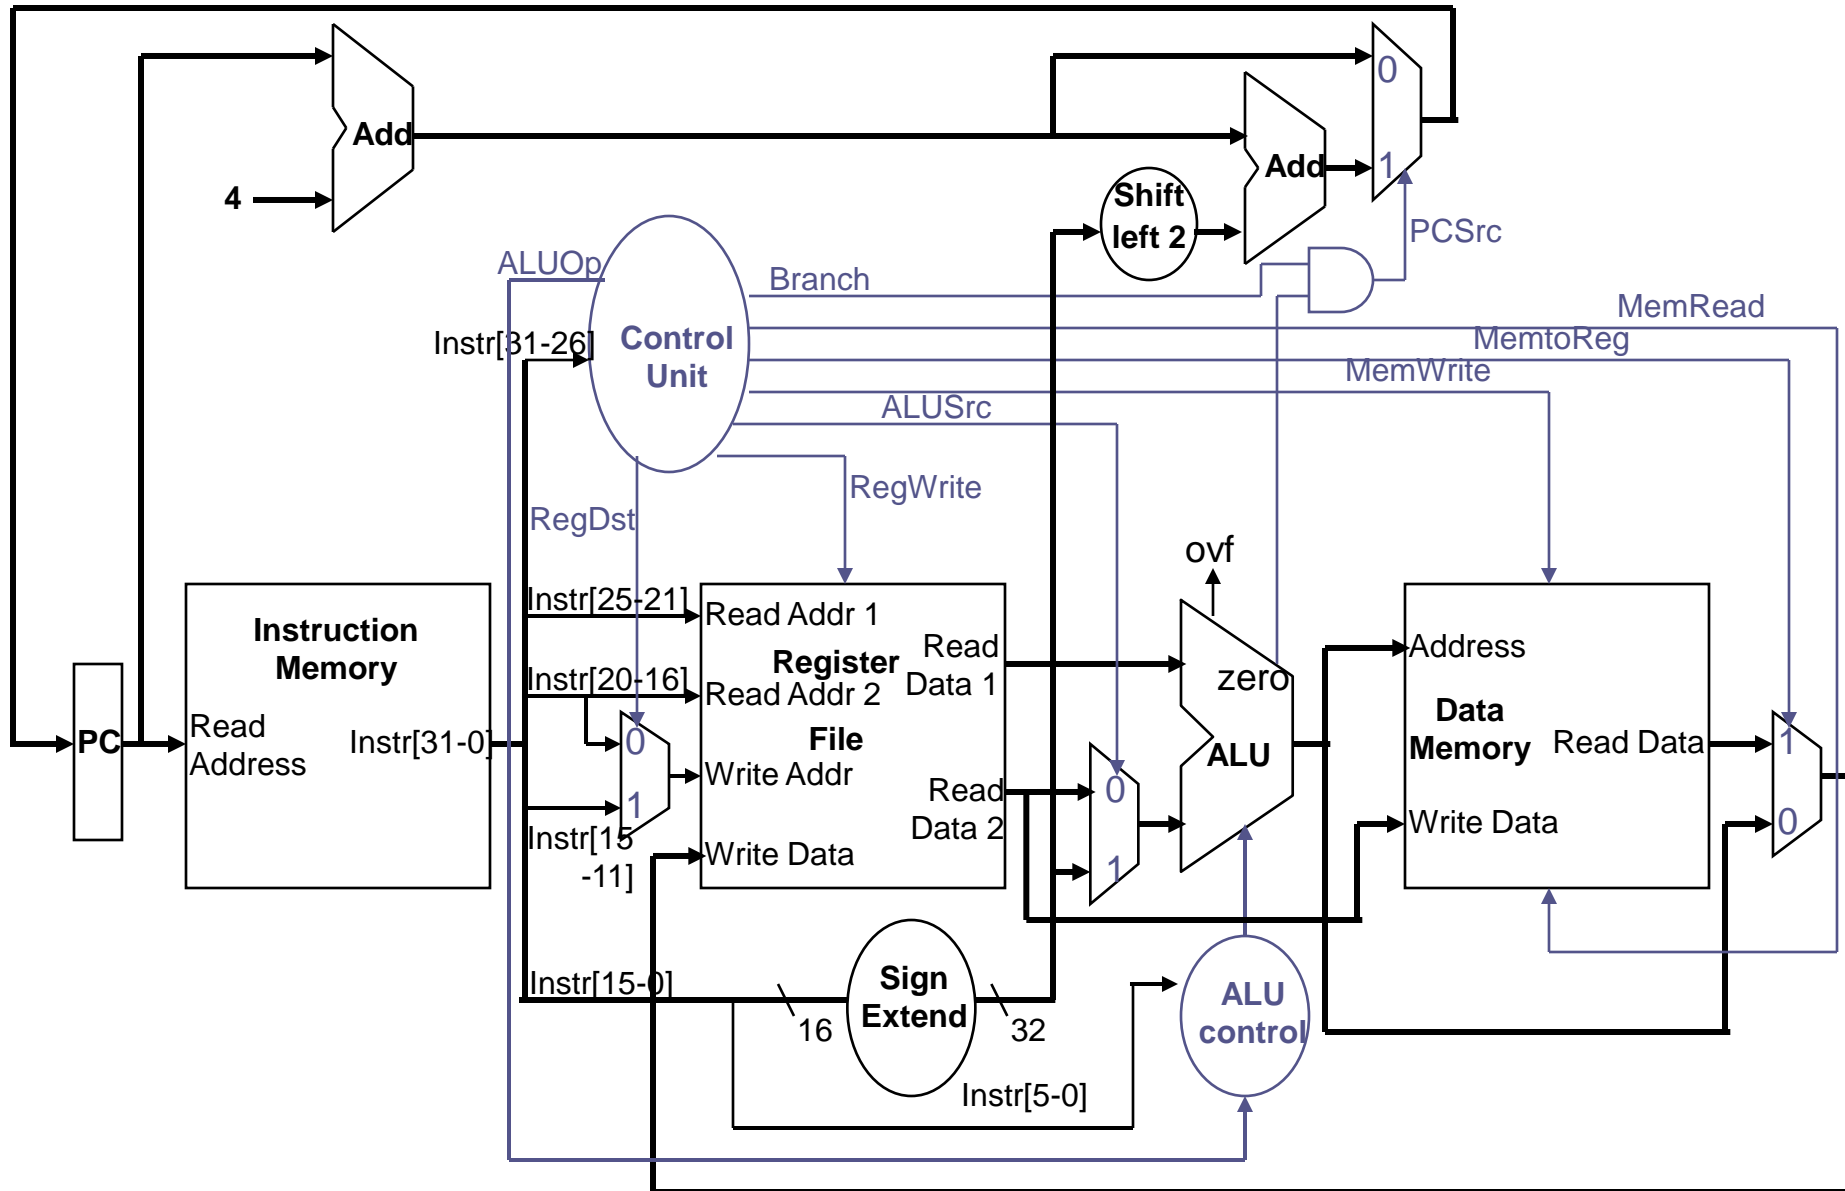 0
Add
1
Add
4
Shift
left 2
PCSrc
ALUOp
Branch
MemRead
Instr[31-26]
Control
Unit
MemtoReg
MemWrite
ALUSrc
RegWrite
RegDst
ovf
Instr[25-21]
Read Addr 1
Instruction
Memory
Register
File
Read
Data 1
zero
Address
Instr[20-16]
Read Addr 2
Data
Memory
PC
Read
Address
Instr[31-0]
0
Write Addr
ALU
Read Data
1
1
Read
Data 2
0
Write Data
0
Instr[15
-11]
Write Data
1
Instr[15-0]
16
Sign
Extend
32
ALU
control
Instr[5-0]